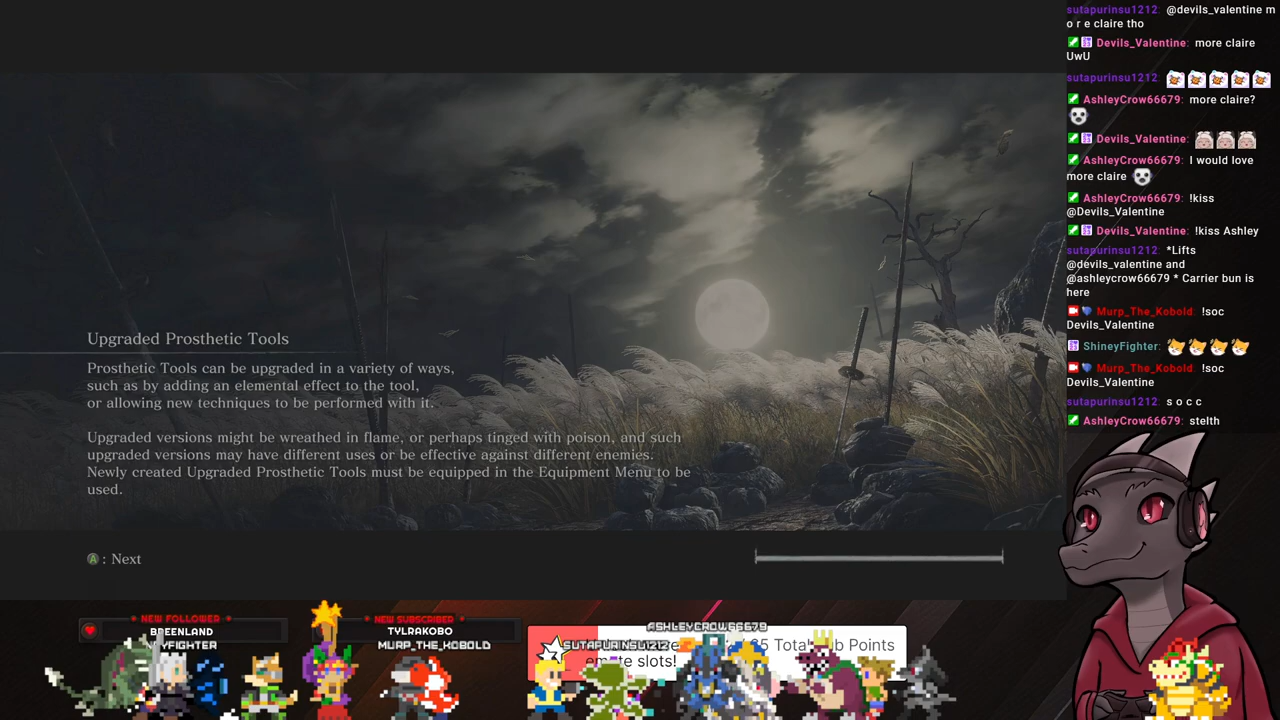 sutapurinsu1212: @devils_valentine m
o r e claire tho
Devils_Valentine: more claire
UwU
sutapurinsu1212:
AshleyCrow66679: more claire?
Devils_Valentine:
AshleyCrow66679: I would love
more claire
AshleyCrow66679: !kiss
@Devils_Valentine
Devils_Valentine: !kiss Ashley
sutapurinsu1212: *Lifts
@devils_valentine and
@ashleycrow66679 * Carrier bun is
here
Murp_The_Kobold: !soc
Devils_Valentine
ShineyFighter:
Murp_The_Kobold: !soc
Devils_Valentine
sutapurinsu1212: s o c c
AshleyCrow66679: stelth
Upgraded Prosthetic Tools
Prosthetic Tools can be upgraded in a variety of ways,
such as by adding an elemental effect to the tool,
or allowing new techniques to be performed with it.
Upgraded versions might be wreathed in flame, or perhaps tinged with poison, and such
upgraded versions may have different uses or be effective against different enemies.
Newly created Upgraded Prosthetic Tools must be equipped in the Equipment Menu to be
used.
A : Next
NEW FOLLOWER
BREENLAND
NEW SUBSCRIBER
TYLRAKOBO
MURP_THE_KOBOLD
ASHLEYCROW66679
SUTAPURINSU1212
Points
slots!